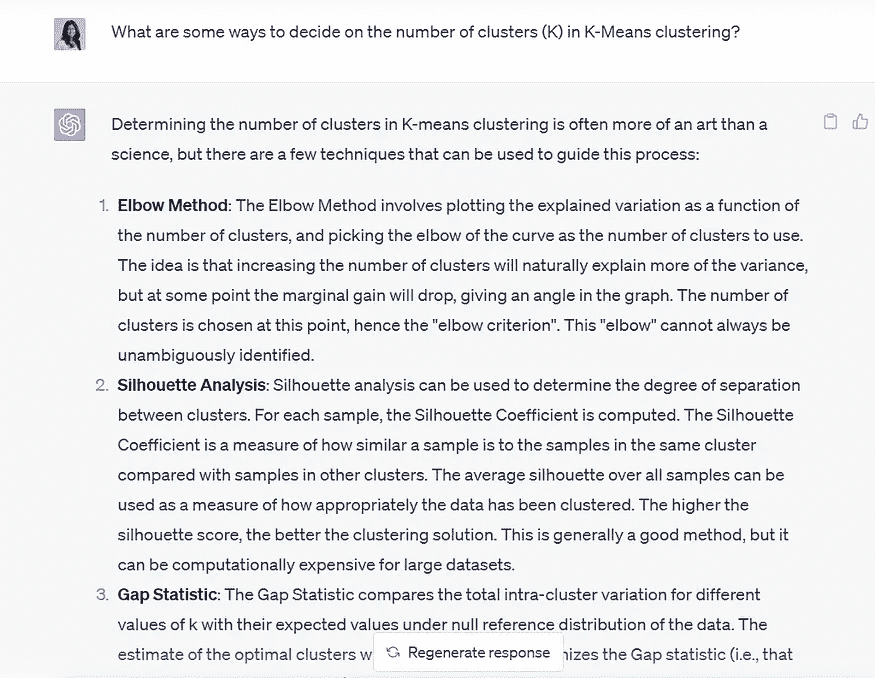 What are some ways to decide on the number of clusters (K) in K-Means clustering?
Determining the number of clusters in K-means clustering is often more of an art than a
science, but there are a few techniques that can be used to guide this process:
1. Elbow Method: The Elbow Method involves plotting the explained variation as a function of
the number of clusters, and picking the elbow of the curve as the number of clusters to use.
The idea is that increasing the number of clusters will naturally explain more of the variance,
but at some point the marginal gain will drop, giving an angle in the graph. The number of
clusters is chosen at this point, hence the "elbow criterion". This "elbow" cannot always be
unambiguously identified.
2. Silhouette Analysis: Silhouette analysis can be used to determine the degree of separation
between clusters. For each sample, the Silhouette Coefficient is computed. The Silhouette
Coefficient is a measure of how similar a sample is to the samples in the same cluster
compared with samples in other clusters. The average silhouette over all samples can be
used as a measure of how appropriately the data has been clustered. The higher the
silhouette score, the better the clustering solution. This is generally a good method, but it
can be computationally expensive for large datasets.
3. Gap Statistic: The Gap Statistic compares the total intra-cluster variation for different
values of k with their expected values under null reference distribution of the data. The
estimate of the optimal clusters the Gap statistic (i.e., that
Regenerate response